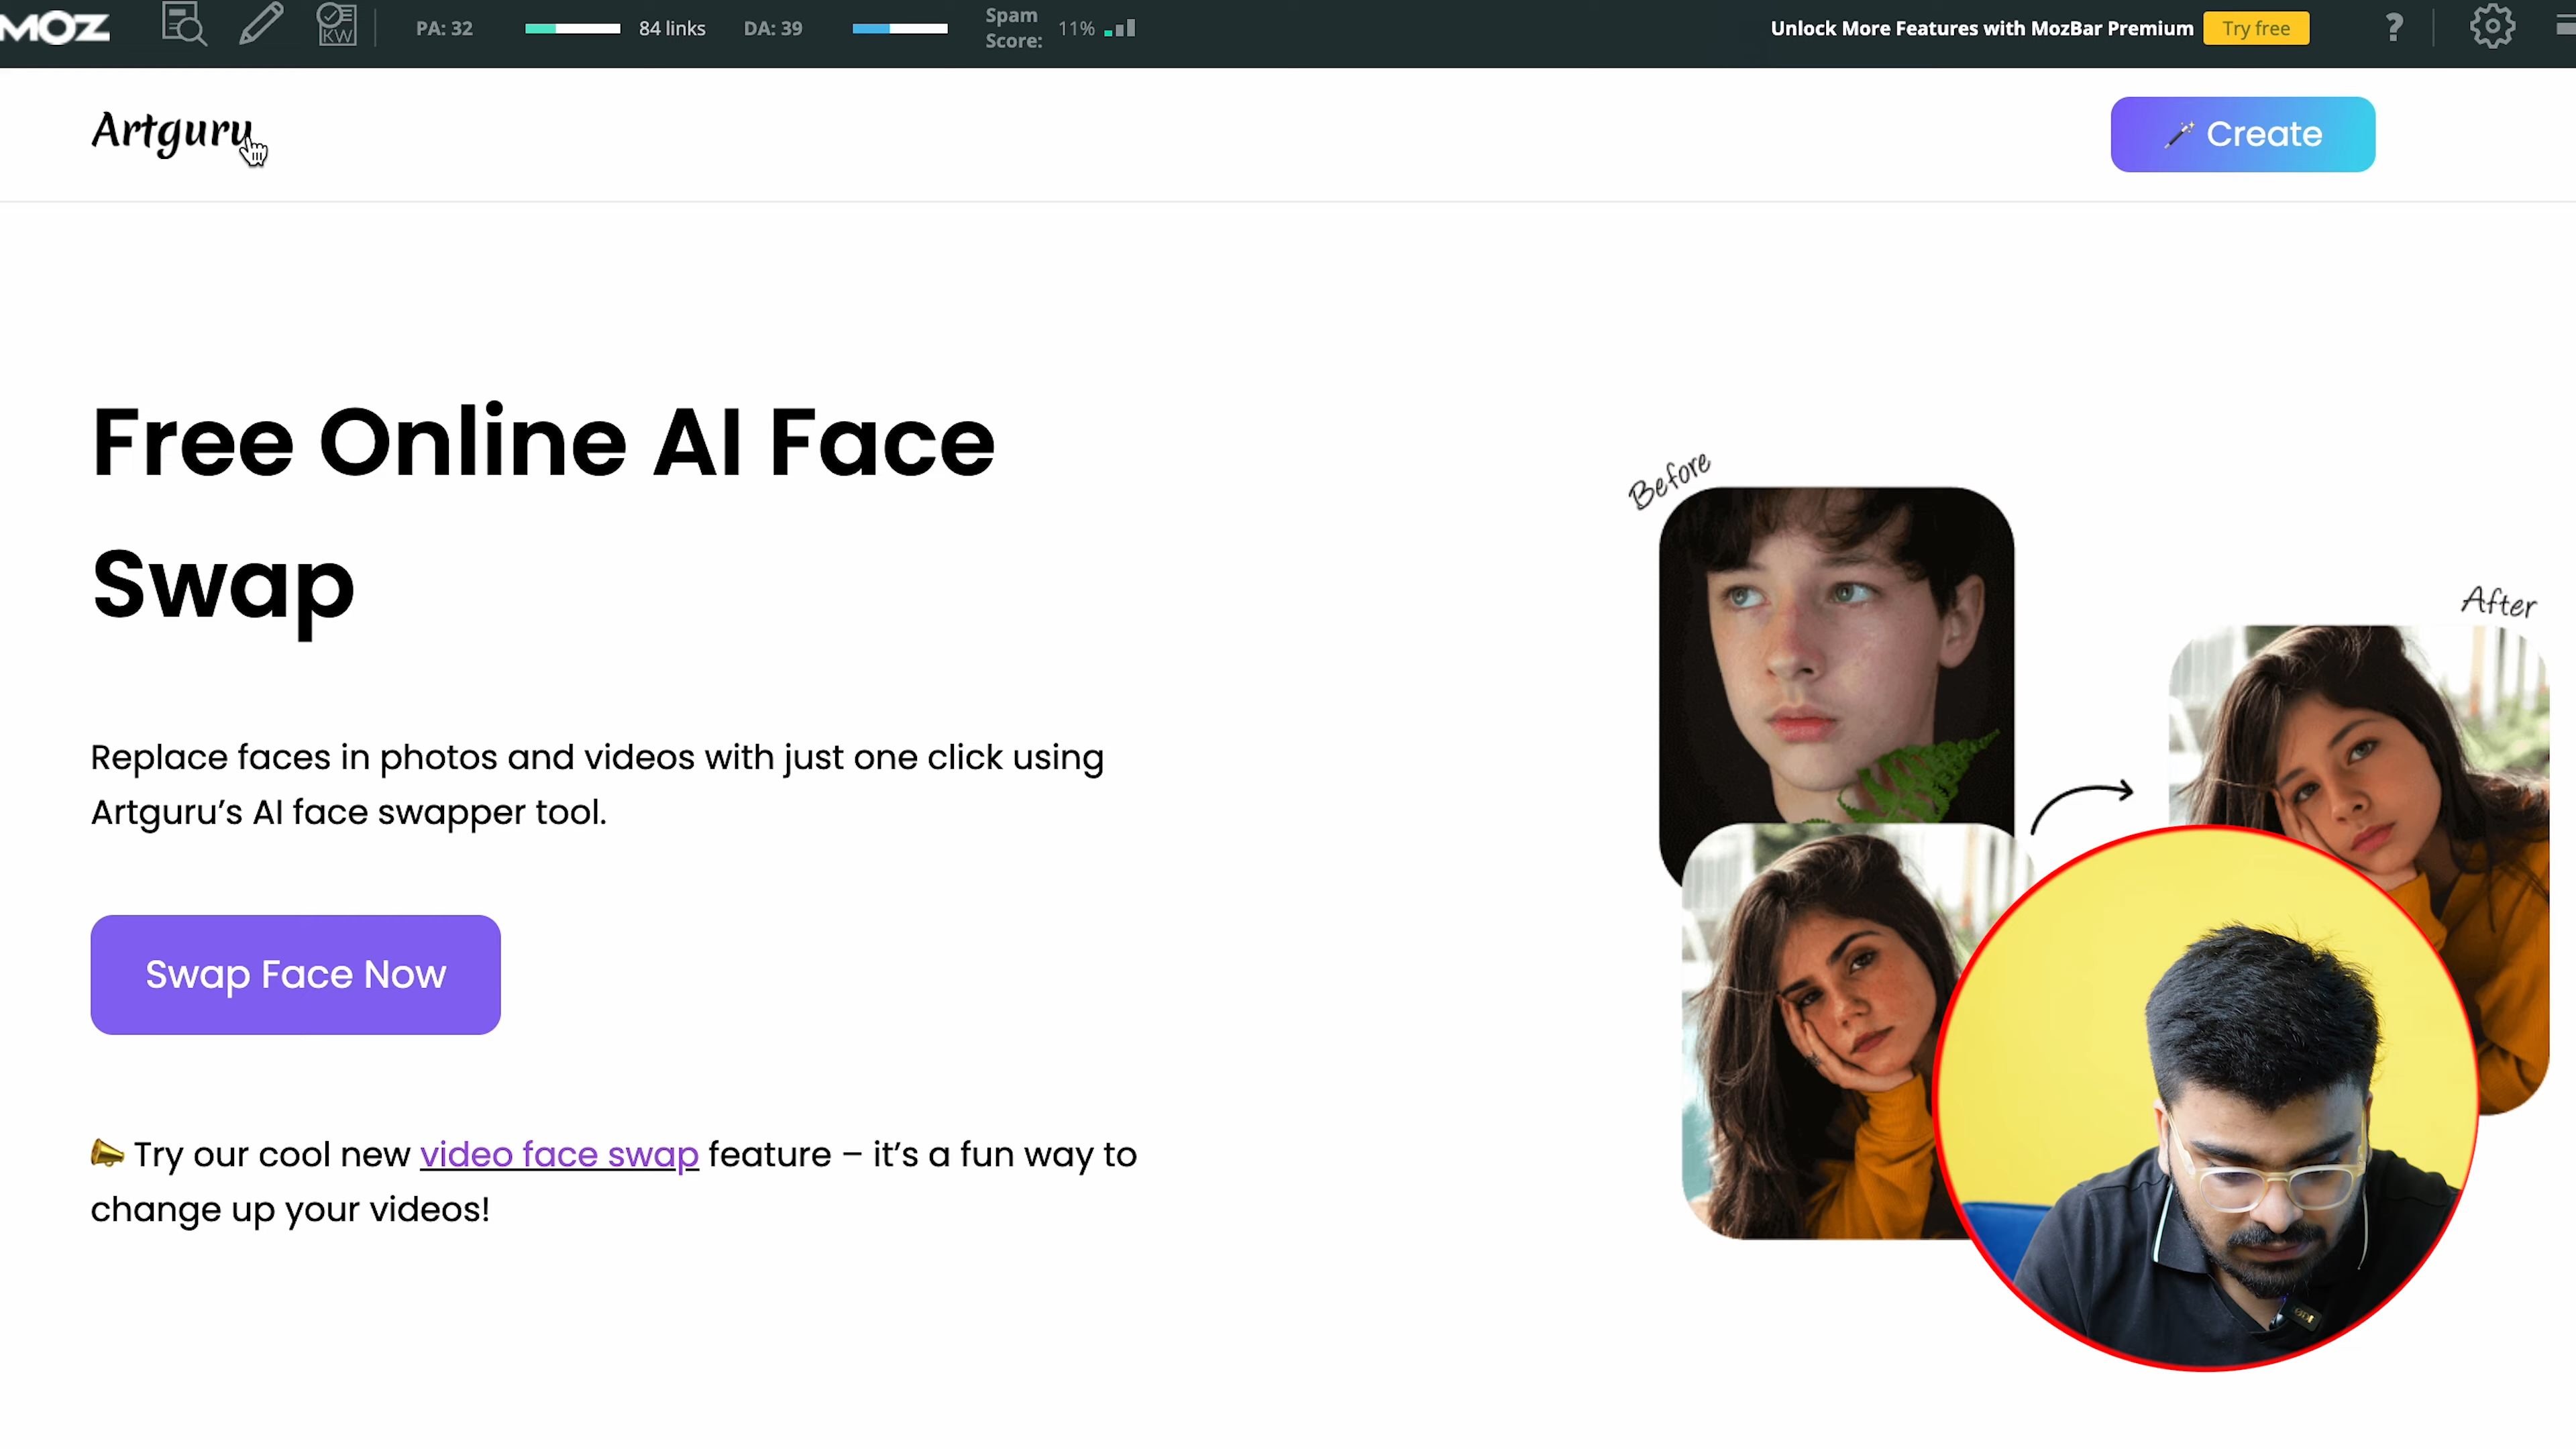 MOZ
KW
PA: 32
84 links
DA: 39
Spam
Score:
11%
Unlock More Features with MozBar Premium
Try free
?
Artguru
Create
Free Online AI Face
Swap
Before
After
Replace faces in photos and videos with just one click using
Artguru’s AI face swapper tool.
Swap Face Now
Try our cool new video face swap feature – it’s a fun way to
change up your videos!